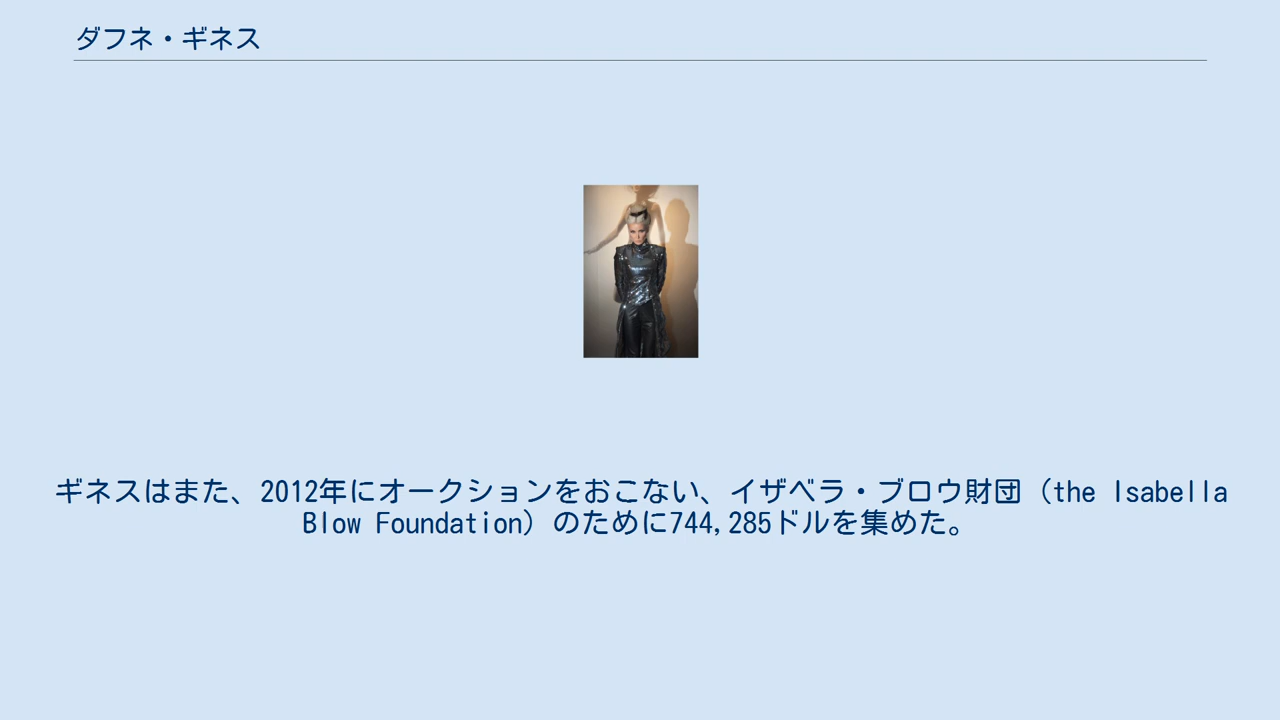 ダフネ・ギネス
ギネスはまた、2012年にオークションをおこない、イザベラ・ブロウ財団（the Isabella
Blow Foundation）のために744,285ドルを集めた。